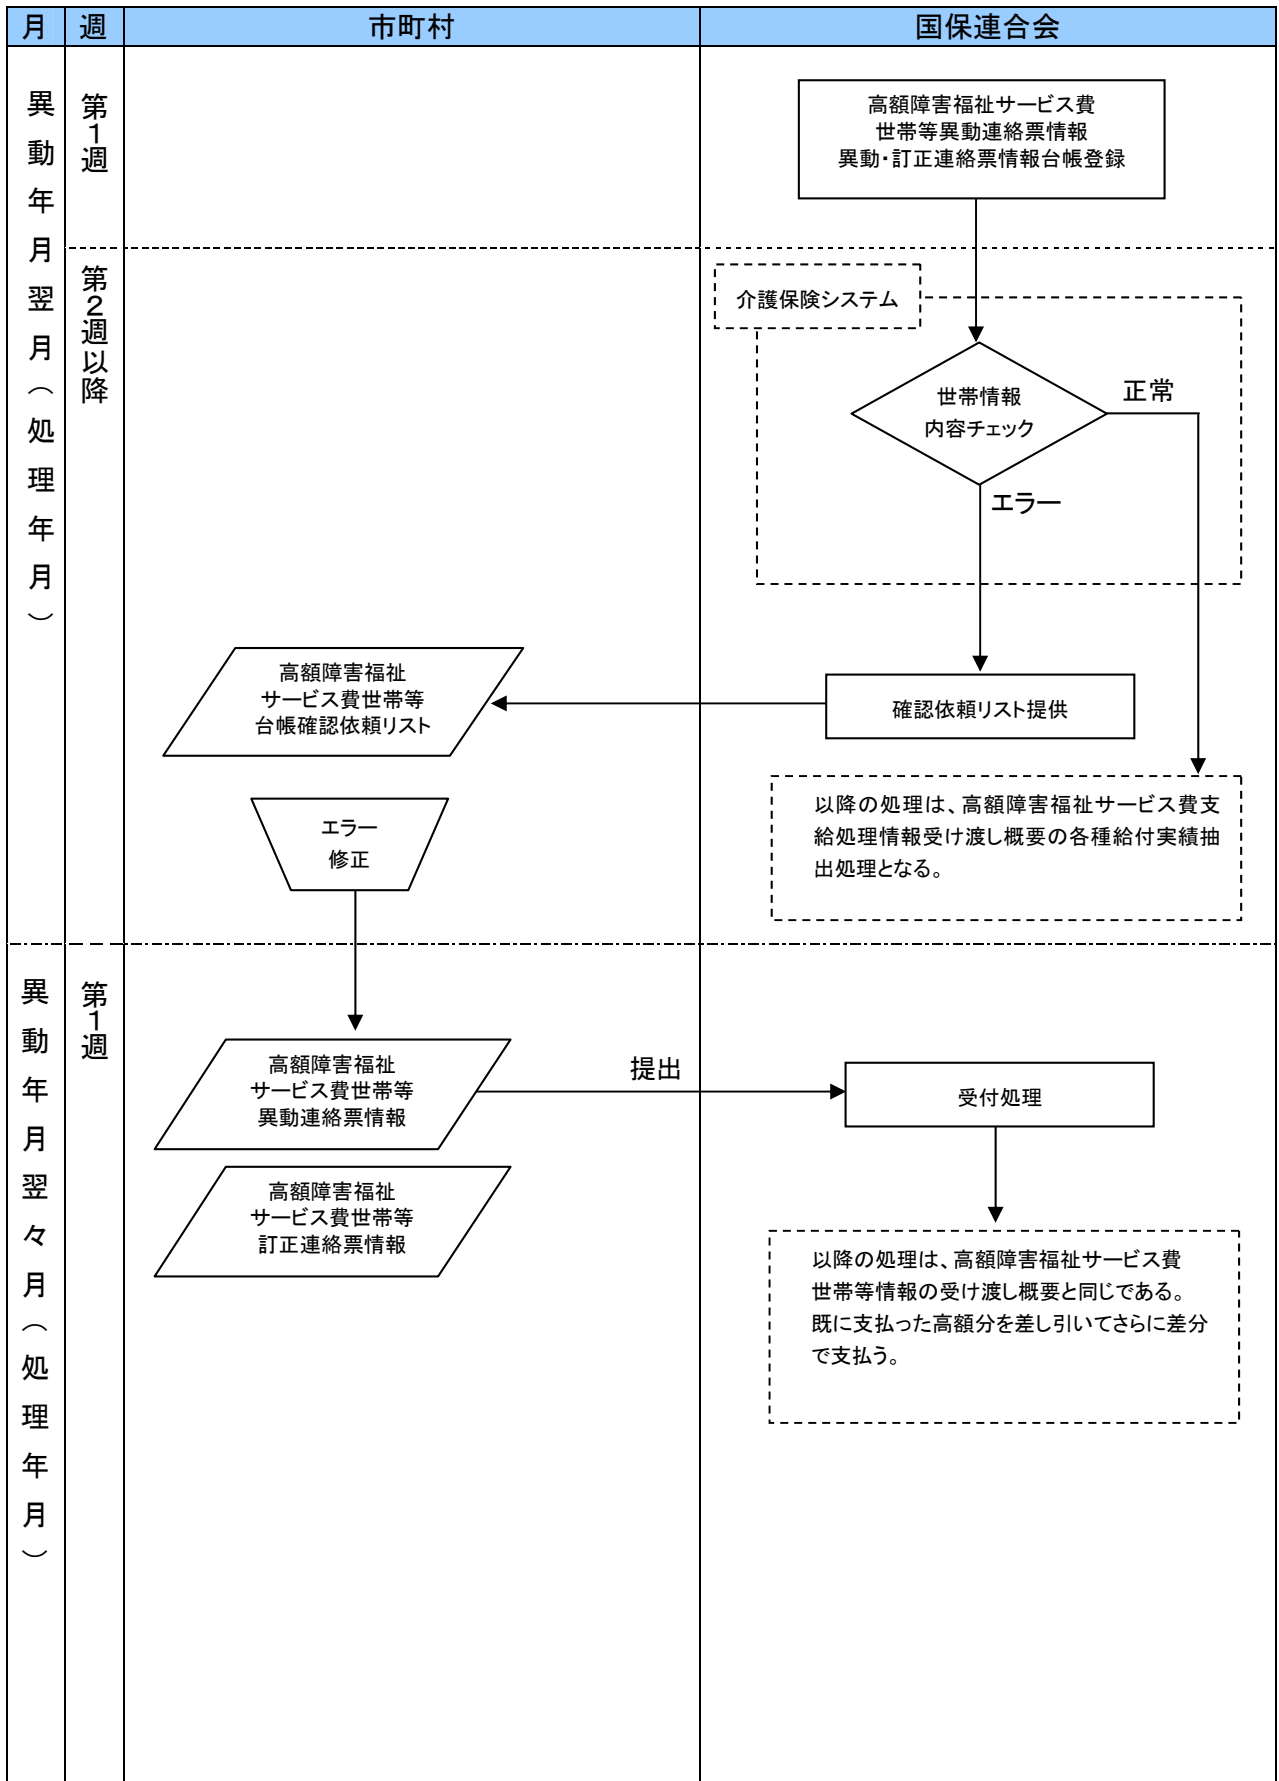 月
週
市町村
国保連合会
異動年月翌月（処理年月）
第1週
高額障害福祉サービス費
世帯等異動連絡票情報
異動・訂正連絡票情報台帳登録
第2週以降
介護保険システム
世帯情報
内容チェック
正常
エラー
高額障害福祉
サービス費世帯等
台帳確認依頼リスト
確認依頼リスト提供
エラー
修正
以降の処理は、高額障害福祉サービス費支
給処理情報受け渡し概要の各種給付実績抽
出処理となる。
異動年月翌々月（処理年月）
第1週
高額障害福祉
サービス費世帯等
異動連絡票情報
提出
受付処理
高額障害福祉
サービス費世帯等
訂正連絡票情報
以降の処理は、高額障害福祉サービス費
世帯等情報の受け渡し概要と同じである。
既に支払った高額分を差し引いてさらに差分
で支払う。